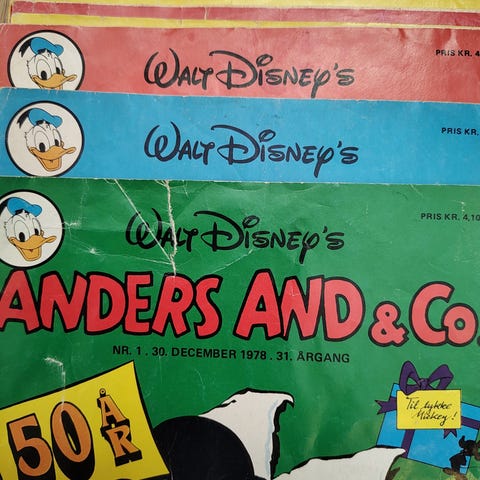 PRIS KR. 4
WALT DISNEY'S
PRIS KR.
WALT DISNEY'S
PRIS KR. 4,10
WALT DISNEY'S
ANDERS AND & Co.
NR. 1 . 30. DECEMBER 1978 . 31. ÅRGANG
50 ÅR
Til lykke
Mickey!